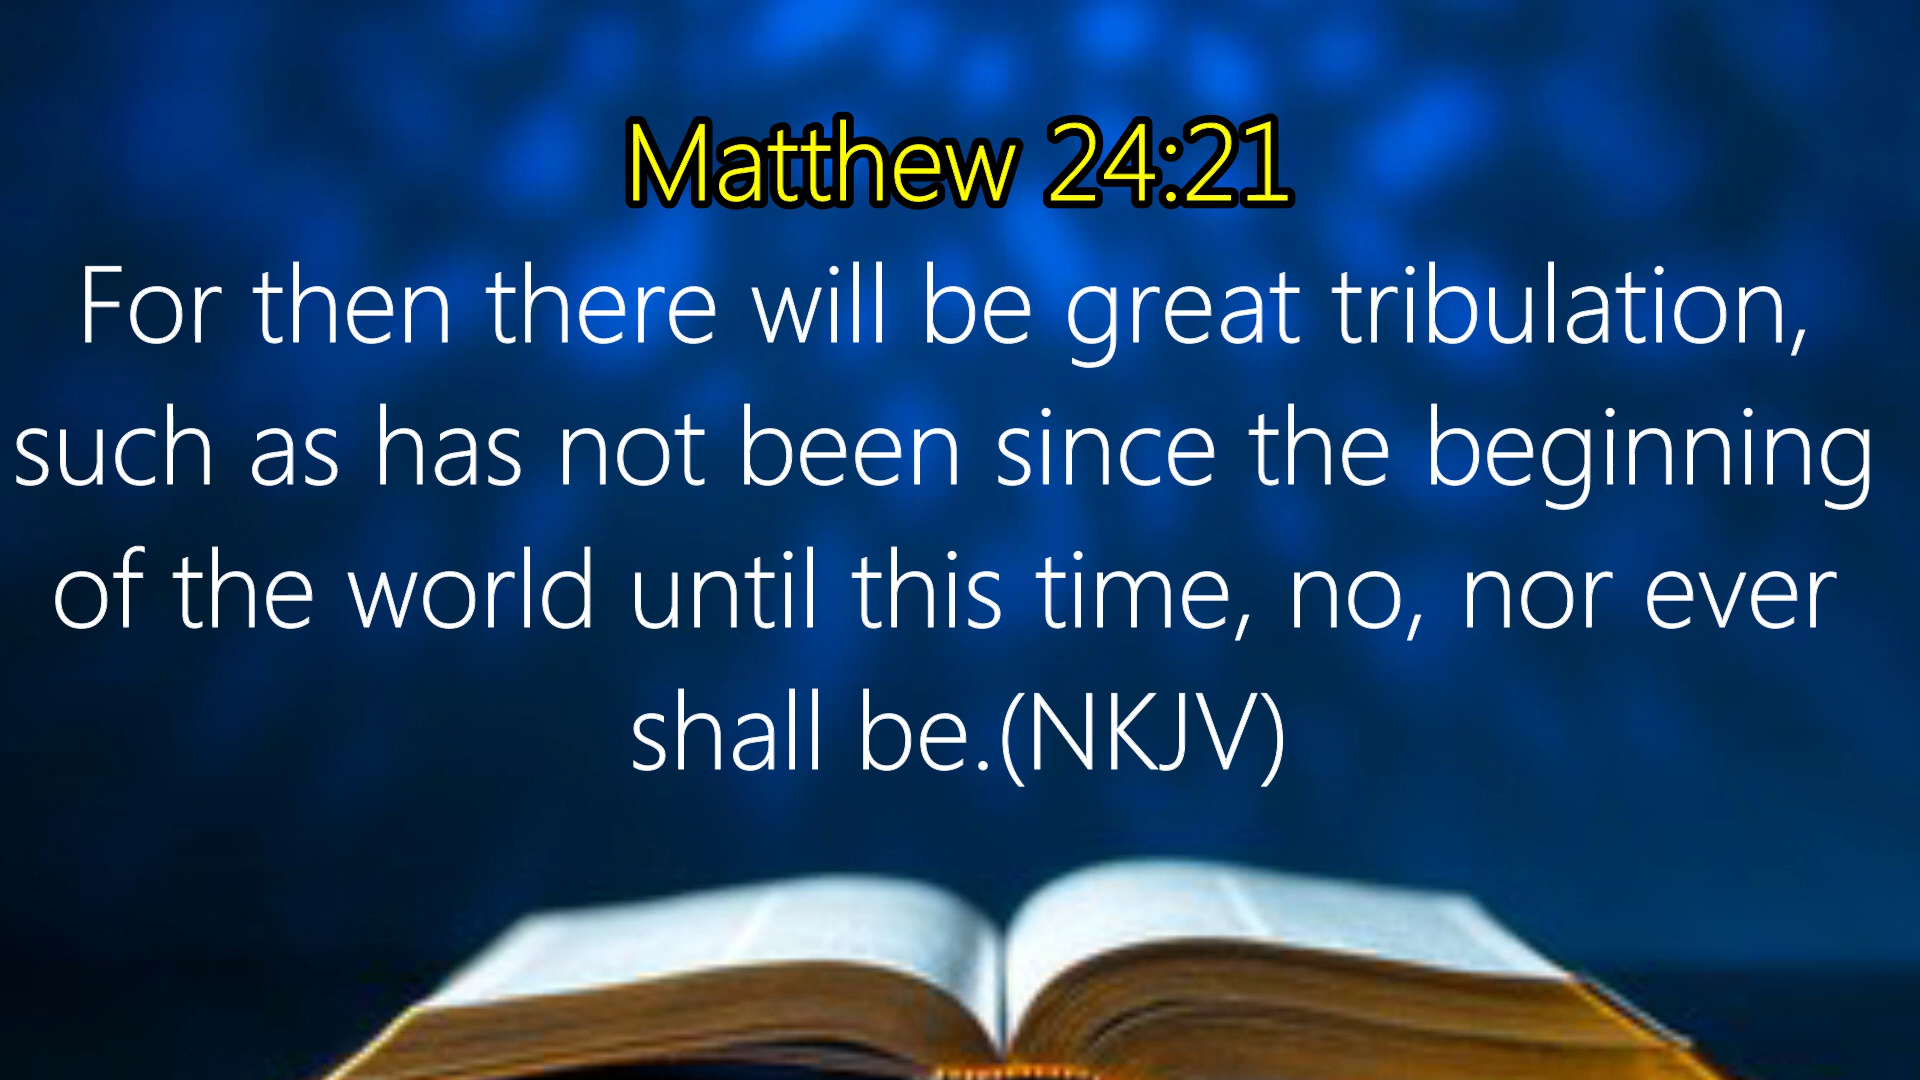 Matthew 24:21
For then there will be great tribulation,
such as has not been since the beginning
of the world until this time, no, nor ever
shall be.(NKJV)